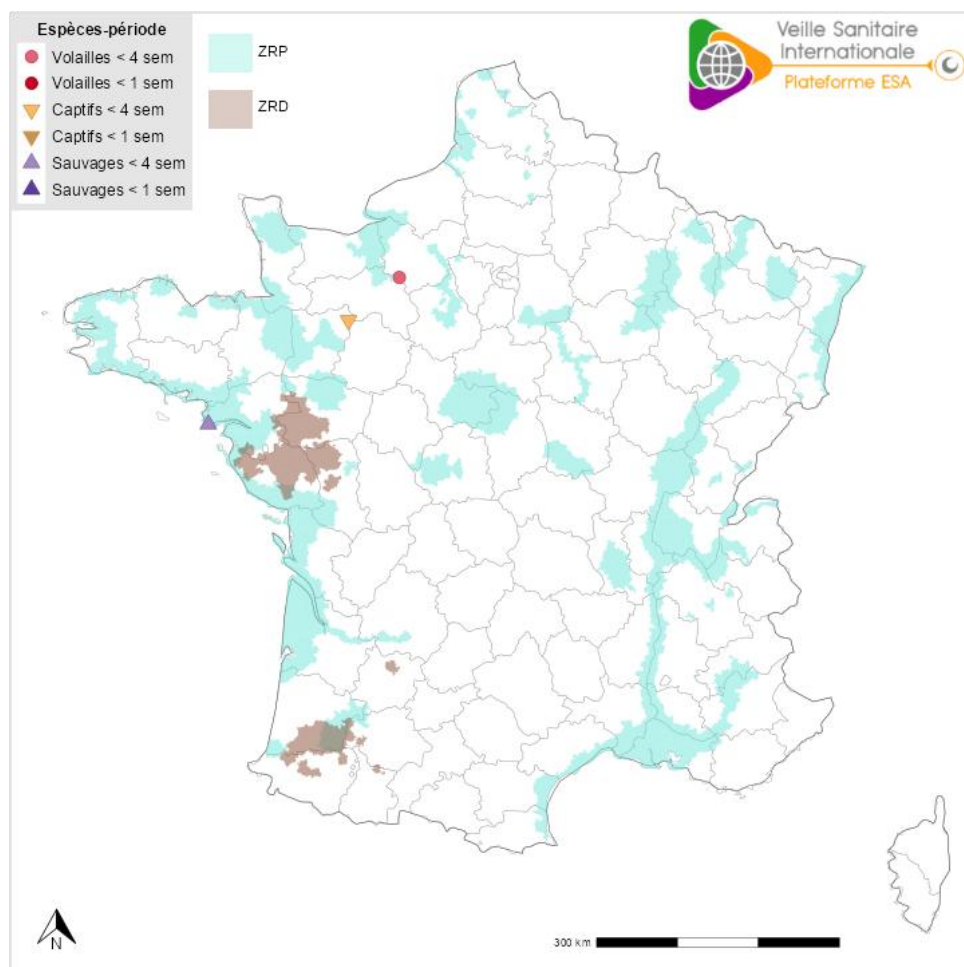 Espèces-période
Volailles < 4 sem
Volailles < 1 sem
Captifs < 4 sem
Captifs < 1 sem
Sauvages < 4 sem
Sauvages < 1 sem
ZRP
ZRD
Veille Sanitaire
Internationale
Plateforme ESA
N
300 km